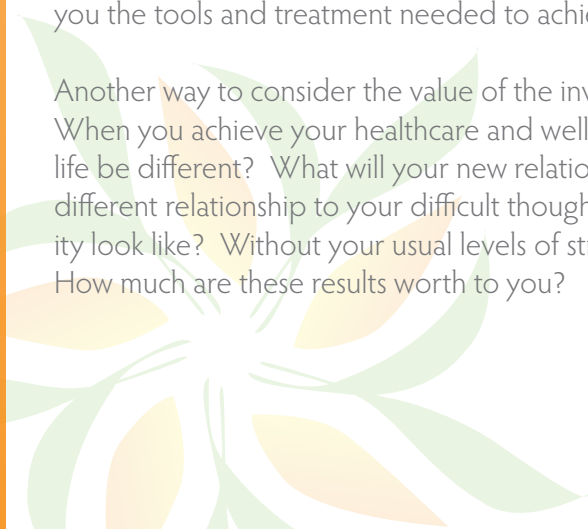 you the tools and treatment needed to achie
Another way to consider the value of the inv
When you achieve your healthcare and well
life be different?  What will your new relatio
different relationship to your difficult though
ity look like?  Without your usual levels of st
How much are these results worth to you?